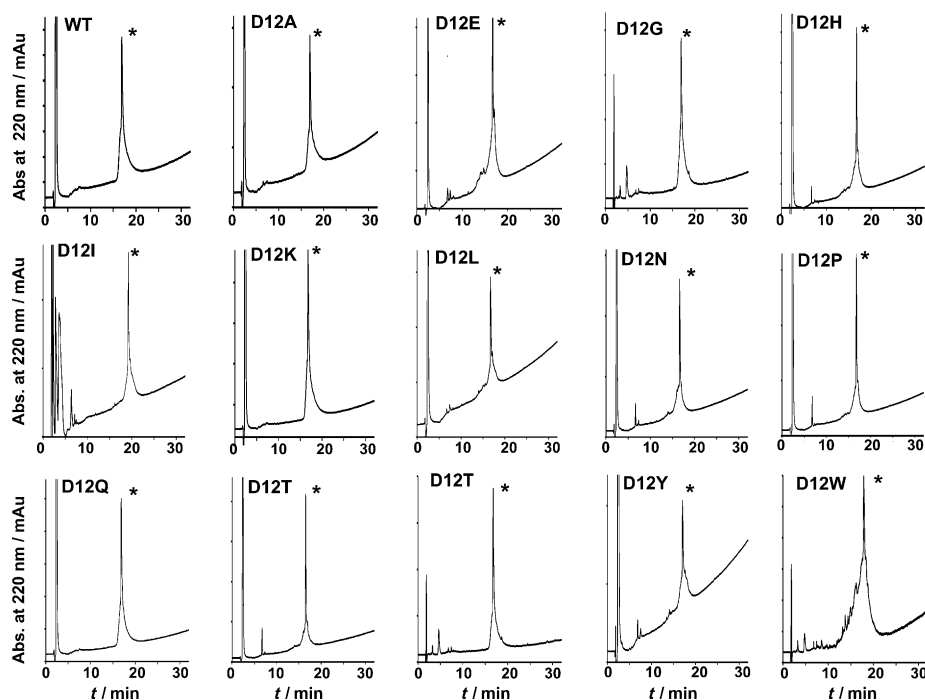 WT * D12A * D12E * D12G * D12H *
Abs at 220 nm / mAu
0 10 20 30 0 10 20 30 0 10 20 30 0 10 20 30 0 10 20 30
D12I * D12K * D12L * D12N * D12P *
Abs. at 220 nm / mAu
0 10 20 30 0 10 20 30 0 10 20 30 0 10 20 30 0 10 20 30
D12Q * D12T * D12T * D12Y * D12W *
Abs. at 220 nm / mAu
0 10 20 30 0 10 20 30 0 10 20 30 0 10 20 30 0 10 20 30
t / min t / min t / min t / min t / min